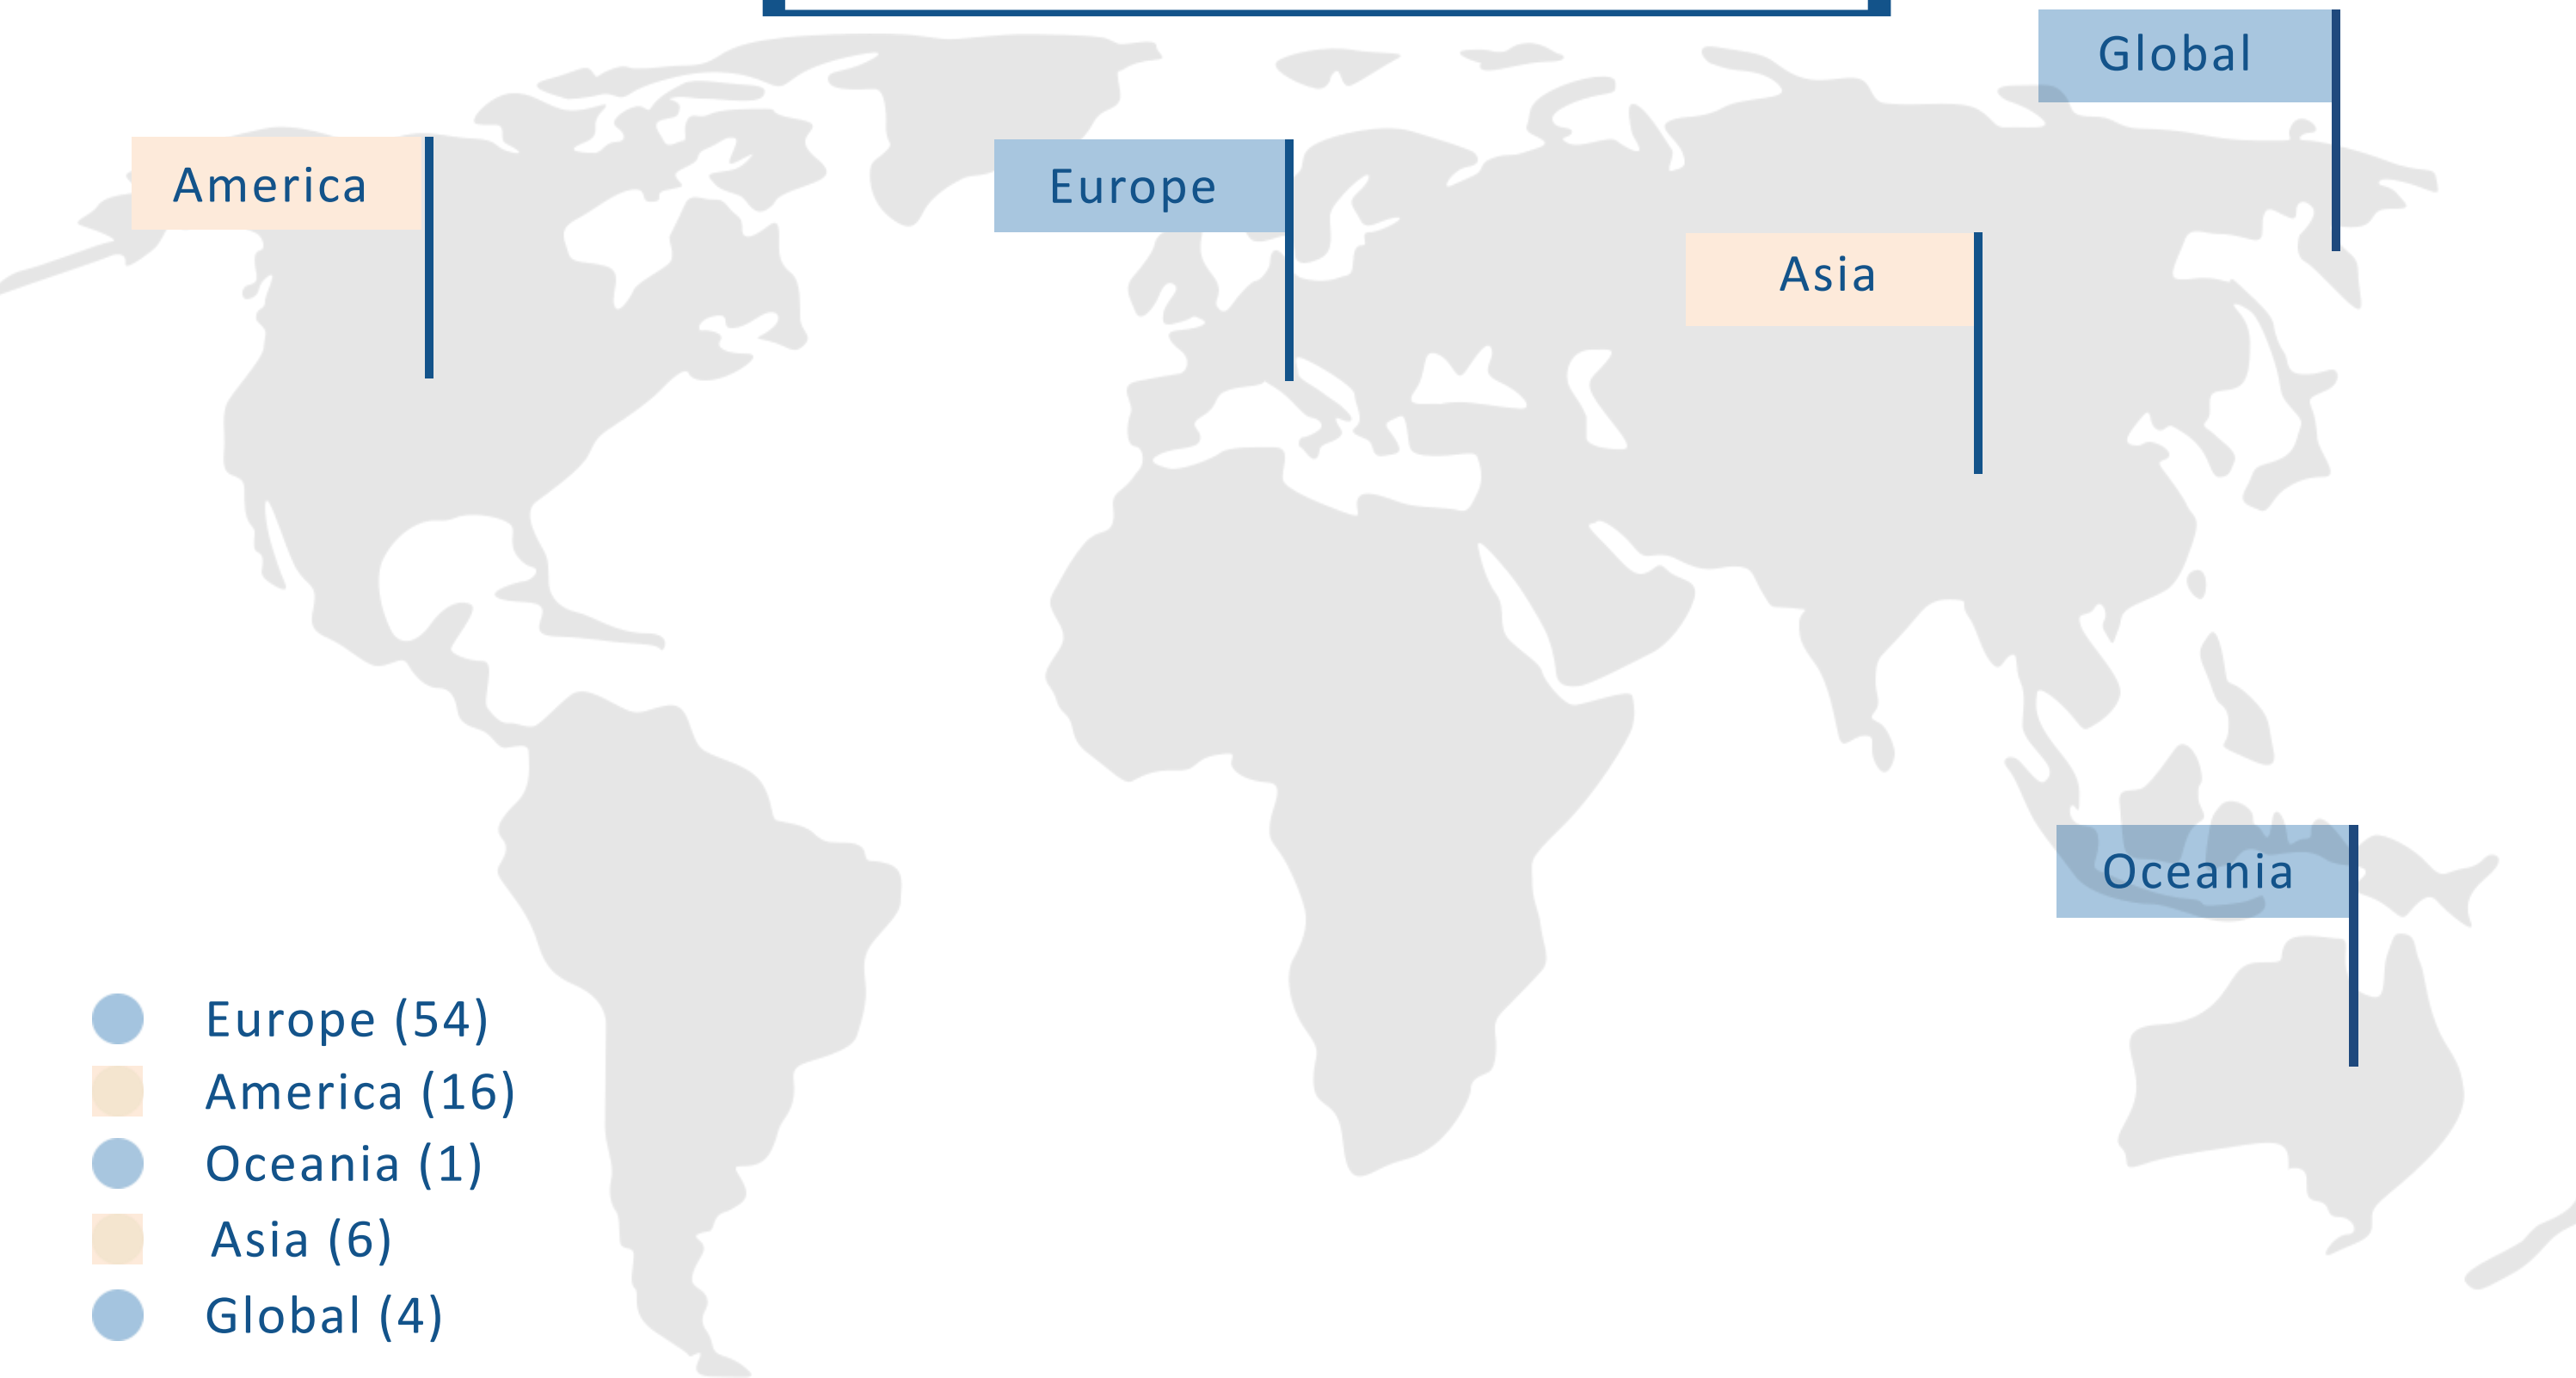 Global
America
Europe
Asia
Oceania
Europe (54)
America (16)
Oceania (1)
Asia (6)
Global (4)